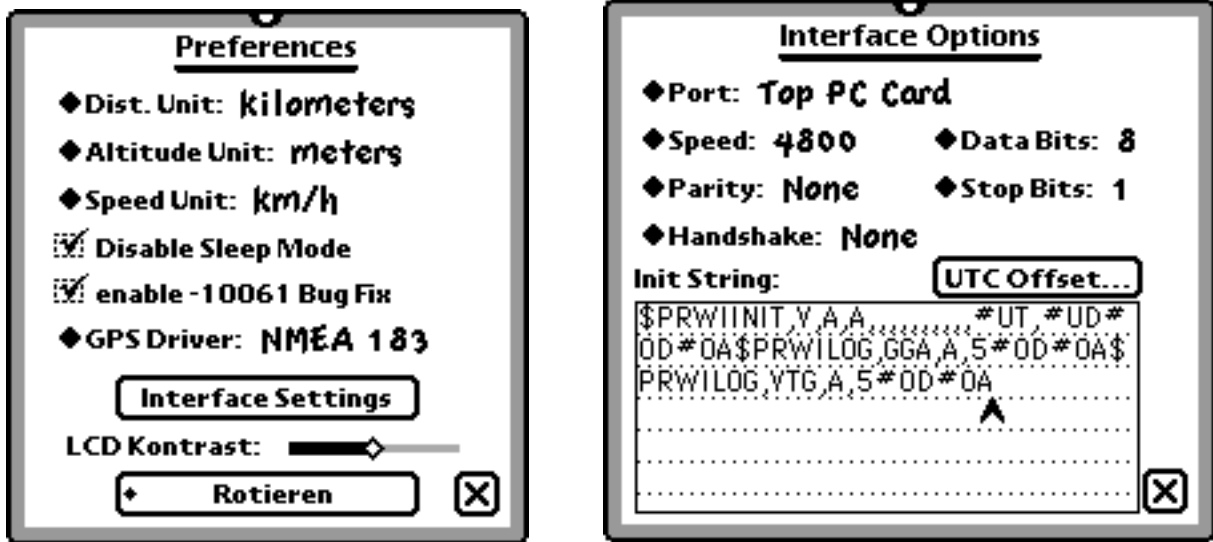 Preferences
Dist. Unit: kilometers
Altitude Unit: meters
Speed Unit: km/h
Disable Sleep Mode
enable -10061 Bug Fix
GPS Driver: NMEA 183
Interface Settings
LCD Kontrast:
Rotieren
Interface Options
Port: Top PC Card
Speed: 4800 Data Bits: 8
Parity: None Stop Bits: 1
Handshake: None
Init String: UTC Offset...
$PRWIINIT,V,A,A,,,,,,,,,,,#UT,#UD#
0D#0A$PRWILOG,GGA,A,5#0D#0A$
PRWILOG,VTG,A,5#0D#0A